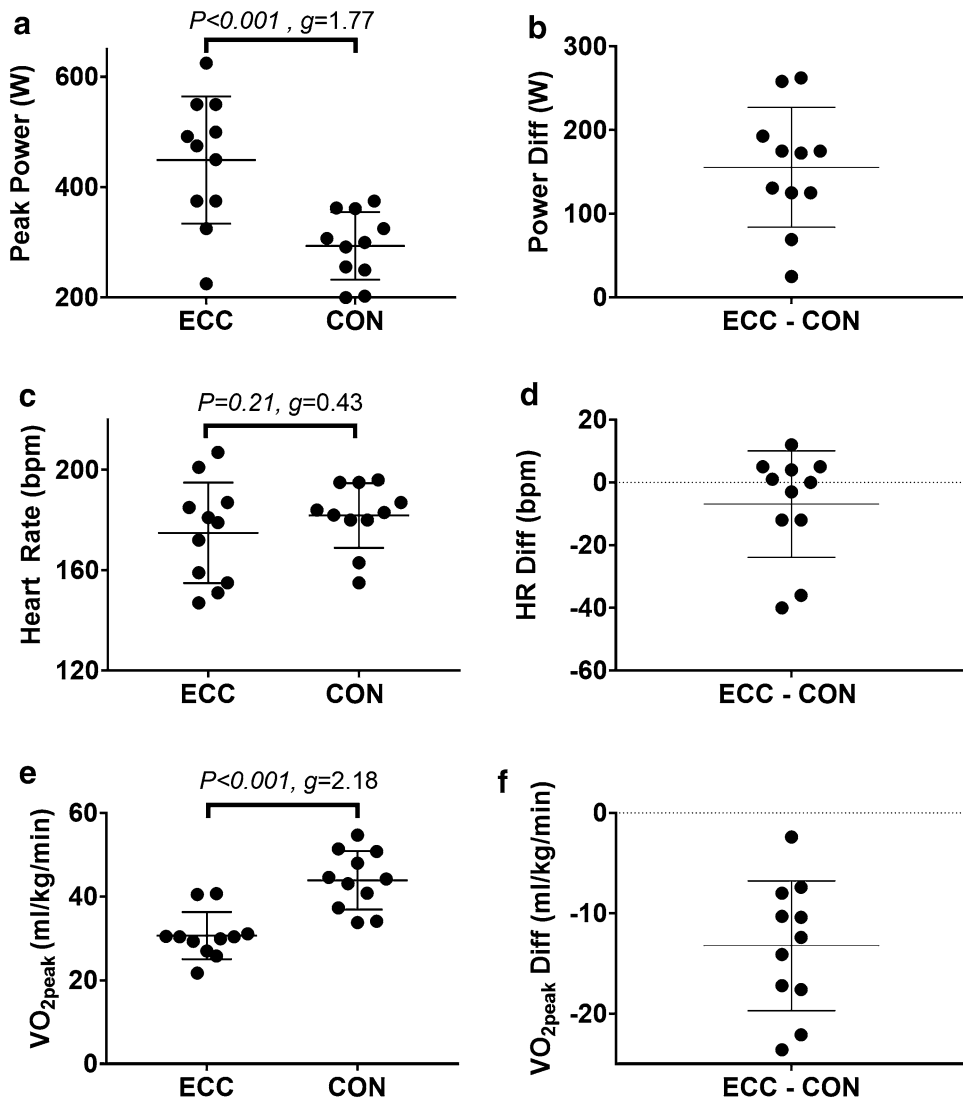 a
P<0.001 , g=1.77
Peak Power (W)
600
400
200
ECC
CON
b
Power Diff (W)
300
200
100
0
ECC - CON
c
P=0.21, g=0.43
Heart Rate (bpm)
200
160
120
ECC
CON
d
HR Diff (bpm)
20
0
-20
-40
-60
ECC - CON
e
P<0.001, g=2.18
VO2peak (ml/kg/min)
60
40
20
0
ECC
CON
f
VO2peak Diff (ml/kg/min)
0
-10
-20
ECC - CON